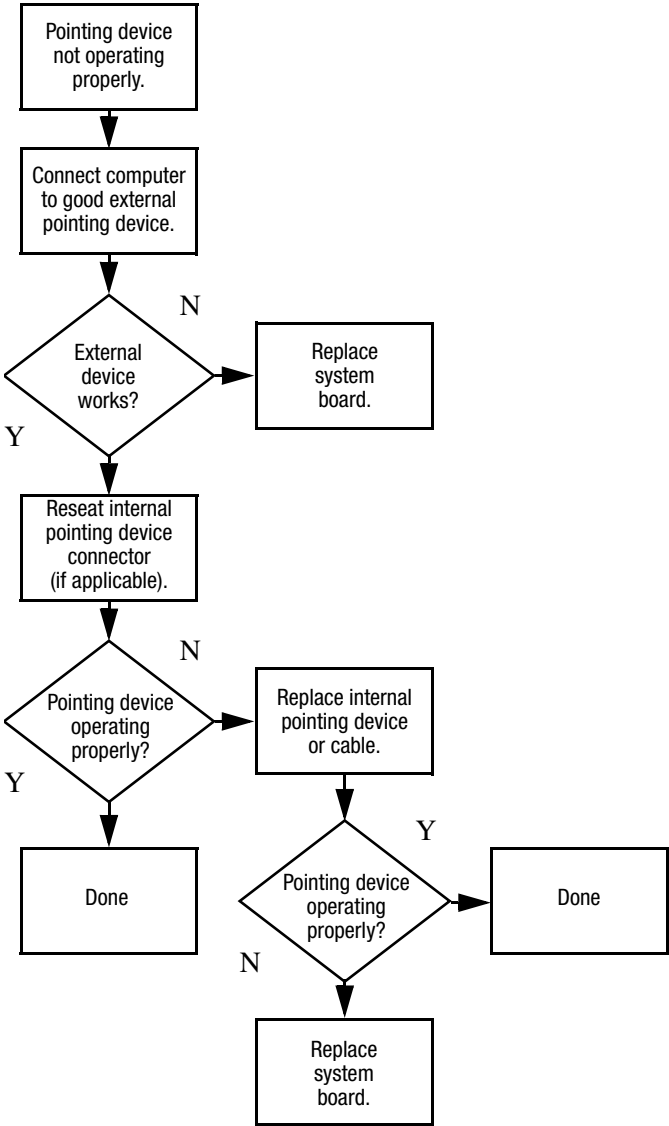 Pointing device
not operating
properly.
Connect computer
to good external
pointing device.
N
External
device
works?
Replace
system
board.
Y
Reseat internal
pointing device
connector
(if applicable).
N
Pointing device
operating
properly?
Replace internal
pointing device
or cable.
Y
Y
Done
Pointing device
operating
properly?
Done
N
Replace
system
board.